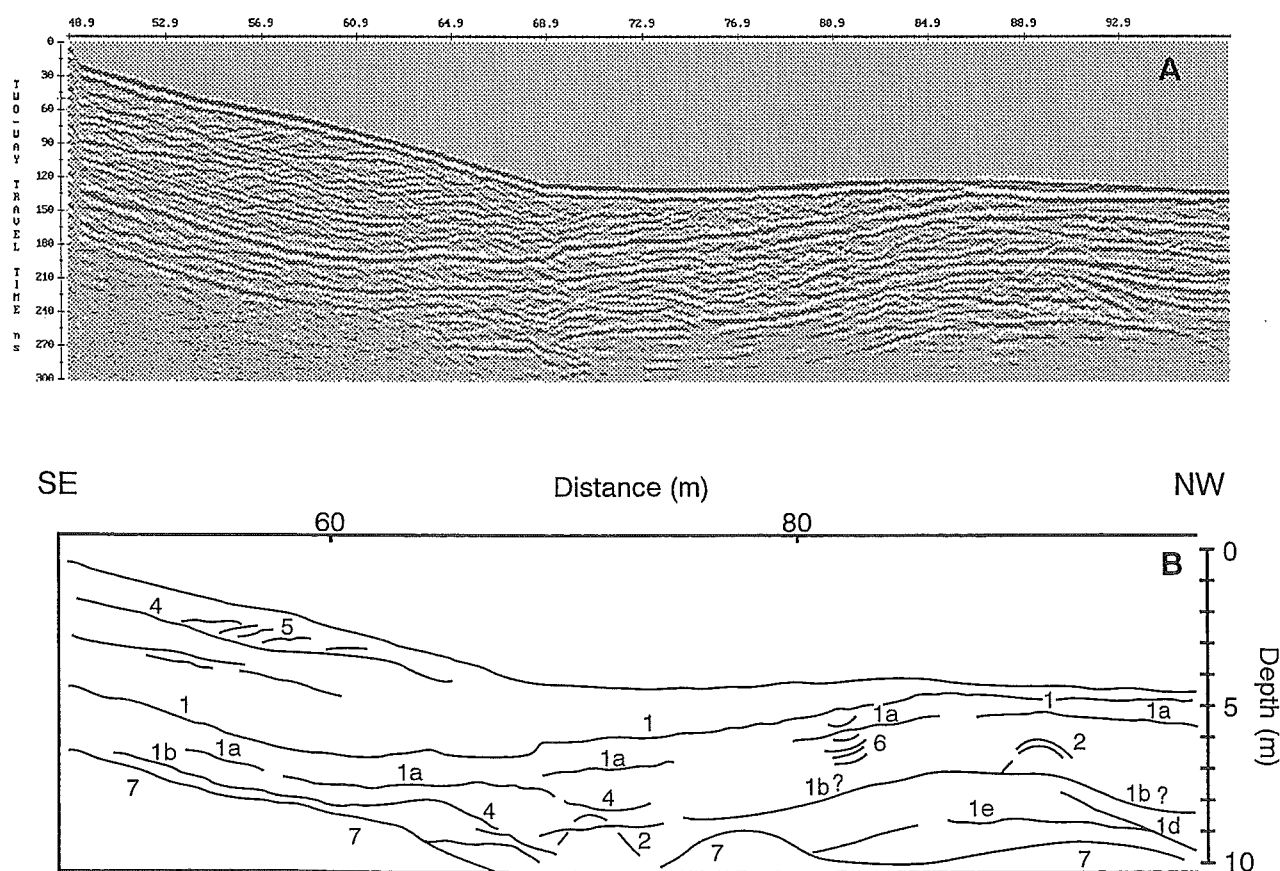 48.9 52.9 56.9 60.9 64.9 68.9 72.9 76.9 80.9 84.9 88.9 92.9
A
TWO-WAY TRAVEL TIME ns
0
30
60
90
120
150
180
210
240
270
300
SE Distance (m) NW
60 80
B
0
5
10
Depth (m)
4
5
1 1 1
1a 1a
1b 1a 1a 6 2
7 1a 4 1b? 1b ?
4 1e 1d
7 2 7 7